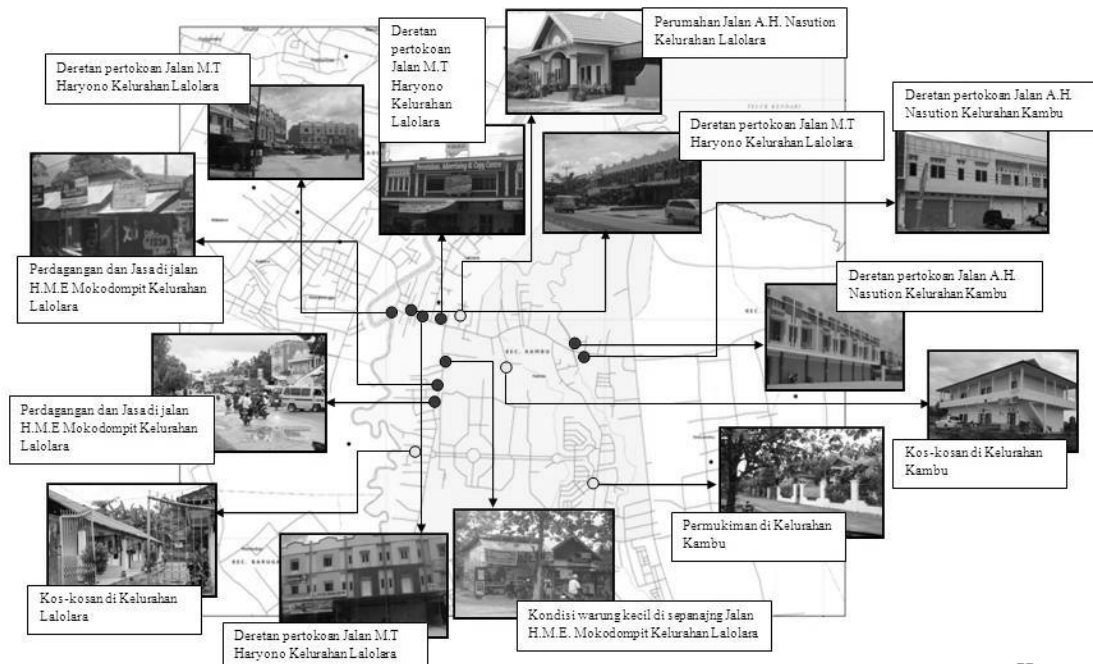 Deretan pertokoan Jalan M.T
Haryono Kelurahan Lalolara
Deretan
pertokoan
Jalan M.T
Haryono
Kelurahan
Lalolara
Perumahan Jalan A.H. Nasution
Kelurahan Lalolara
Deretan pertokoan Jalan M.T
Haryono Kelurahan Lalolara
Deretan pertokoan Jalan A.H.
Nasution Kelurahan Kambu
Perdagangan dan Jasa di jalan
H.M.E Mokodompit Kelurahan
Lalolara
Deretan pertokoan Jalan A.H.
Nasution Kelurahan Kambu
KEC. KAMBU
Perdagangan dan Jasa di jalan
H.M.E Mokodompit Kelurahan
Lalolara
Kos-kosan di Kelurahan
Kambu
Permukiman di Kelurahan
Kambu
KEC. BARUGA
Kos-kosan di Kelurahan
Lalolara
Deretan pertokoan Jalan M.T
Haryono Kelurahan Lalolara
Kondisi warung kecil di sepanajng Jalan
H.M.E. Mokodompit Kelurahan Lalolara